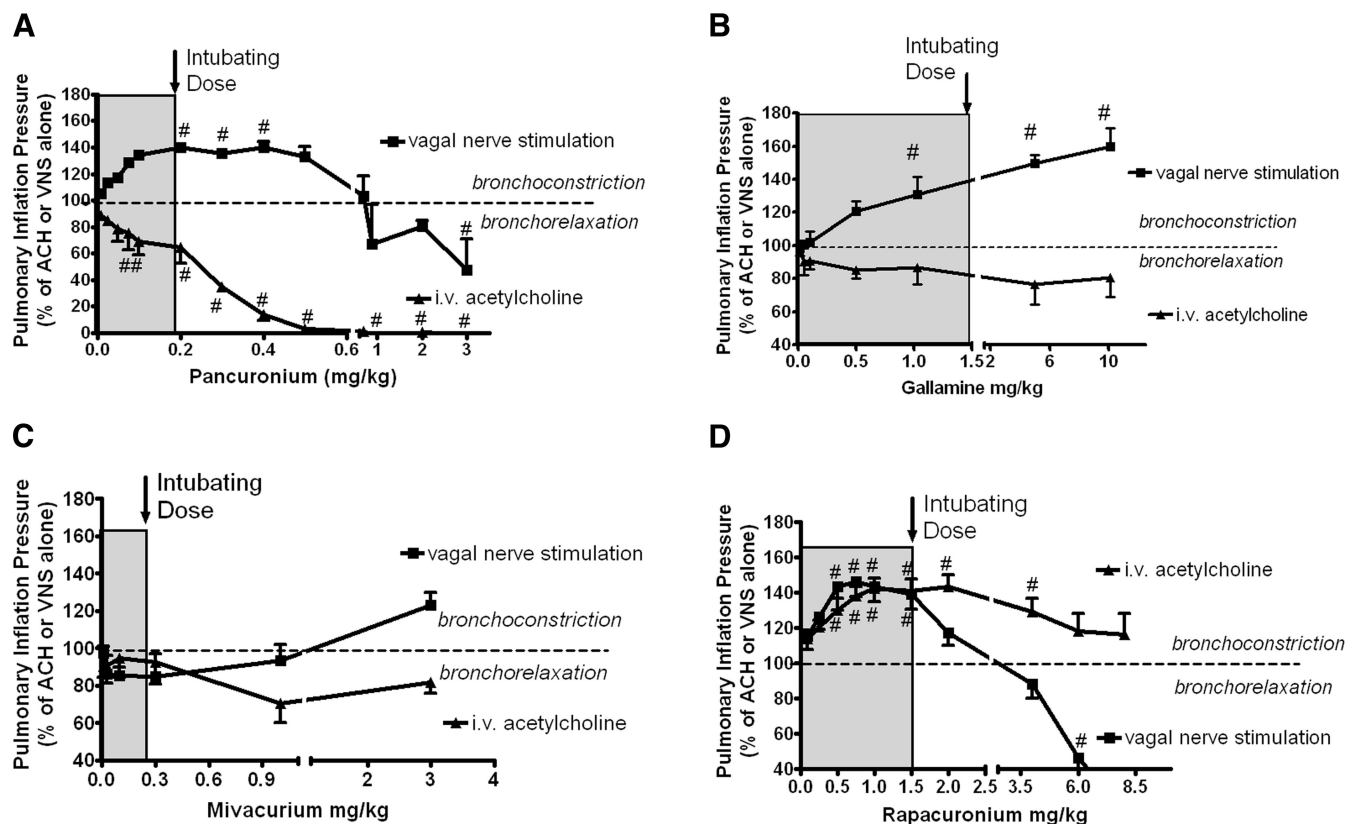 A
Intubating
Dose
Pulmonary Inflation Pressure
(% of ACH or VNS alone)
180
160
140
120
100
80
60
40
20
0
# # #
vagal nerve stimulation
bronchoconstriction
bronchorelaxation
#
##
#
#
#
#
i.v. acetylcholine
# # #
0.0 0.2 0.4 0.6 1 2 3
Pancuronium (mg/kg)
B
Intubating
Dose
Pulmonary Inflation Pressure
(% of ACH or VNS alone)
180
160
140
120
100
80
60
40
#
#
#
vagal nerve stimulation
bronchoconstriction
bronchorelaxation
i.v. acetylcholine
0.0 0.5 1.0 1.5 2 6 10
Gallamine mg/kg
C
Intubating
Dose
Pulmonary Inflation Pressure
(% of ACH or VNS alone)
180
160
140
120
100
80
60
40
vagal nerve stimulation
bronchoconstriction
bronchorelaxation
i.v. acetylcholine
0.0 0.3 0.6 0.9 2 3 4
Mivacurium mg/kg
D
Intubating
Dose
Pulmonary Inflation Pressure
(% of ACH or VNS alone)
180
160
140
120
100
80
60
40
# # # # # #
# # # #
i.v. acetylcholine
bronchoconstriction
bronchorelaxation
#
vagal nerve stimulation
0.0 0.5 1.0 1.5 2.0 2.5 3.5 6.0 8.5
Rapacuronium mg/kg